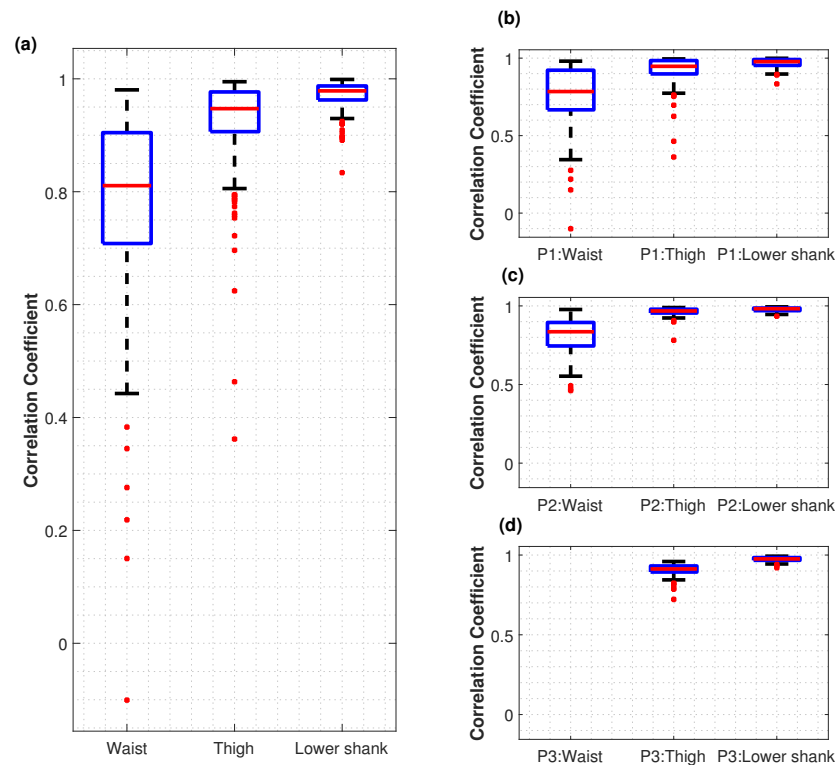 (a)
Correlation Coefficient
1
0.8
0.6
0.4
0.2
0
Waist Thigh Lower shank
(b)
Correlation Coefficient
1
0.5
0
P1:Waist P1:Thigh P1:Lower shank
(c)
Correlation Coefficient
1
0.5
0
P2:Waist P2:Thigh P2:Lower shank
(d)
Correlation Coefficient
1
0.5
0
P3:Waist P3:Thigh P3:Lower shank